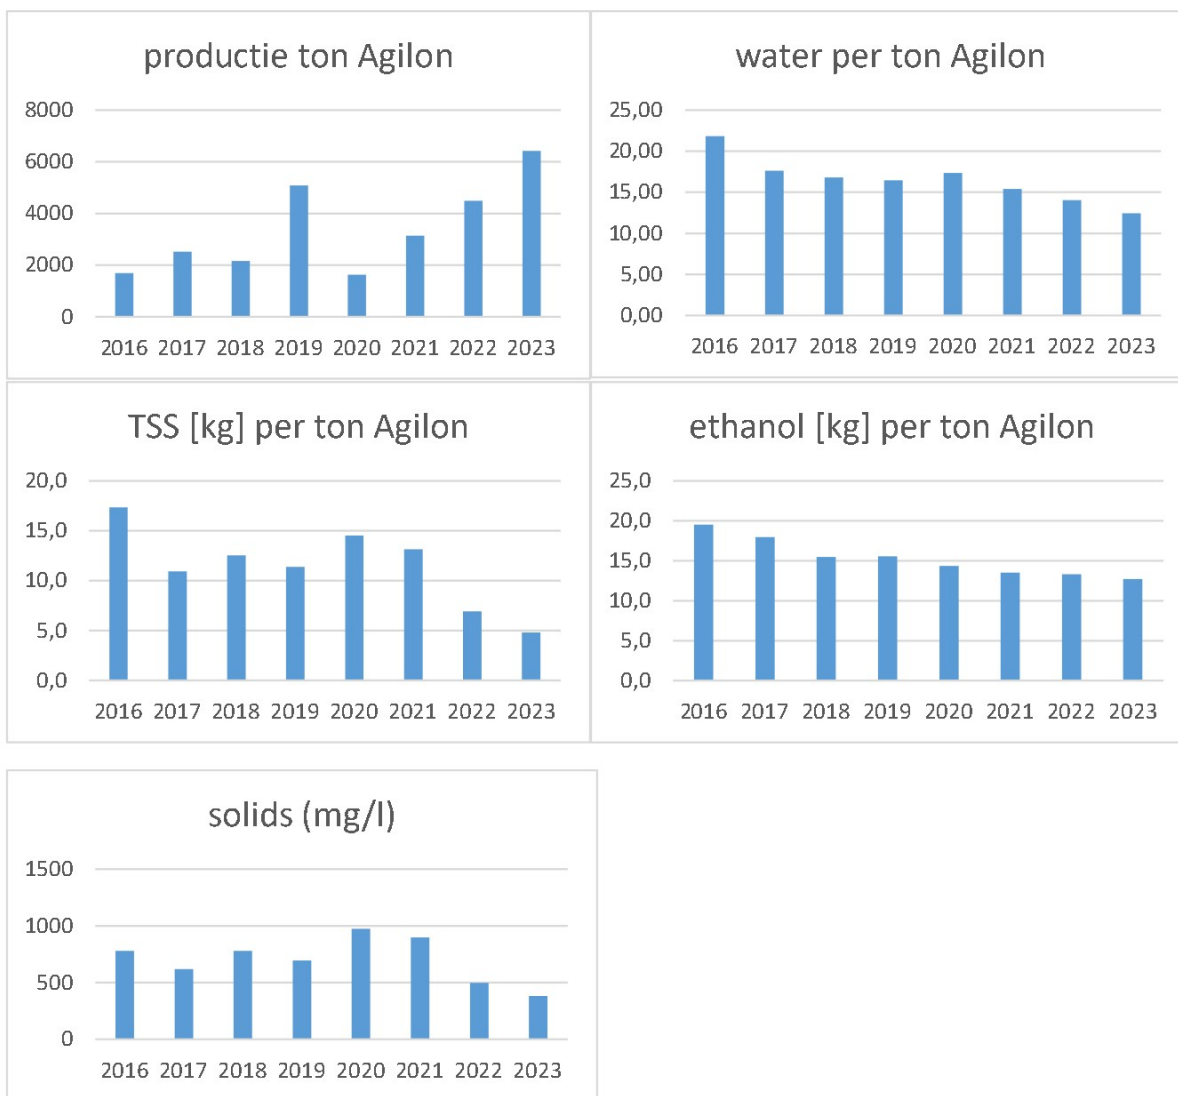 productie ton Agilon
8000
6000
4000
2000
0
2016 2017 2018 2019 2020 2021 2022 2023
water per ton Agilon
25,00
20,00
15,00
10,00
5,00
0,00
2016 2017 2018 2019 2020 2021 2022 2023
TSS [kg] per ton Agilon
20,0
15,0
10,0
5,0
0,0
2016 2017 2018 2019 2020 2021 2022 2023
ethanol [kg] per ton Agilon
25,0
20,0
15,0
10,0
5,0
0,0
2016 2017 2018 2019 2020 2021 2022 2023
solids (mg/l)
1500
1000
500
0
2016 2017 2018 2019 2020 2021 2022 2023